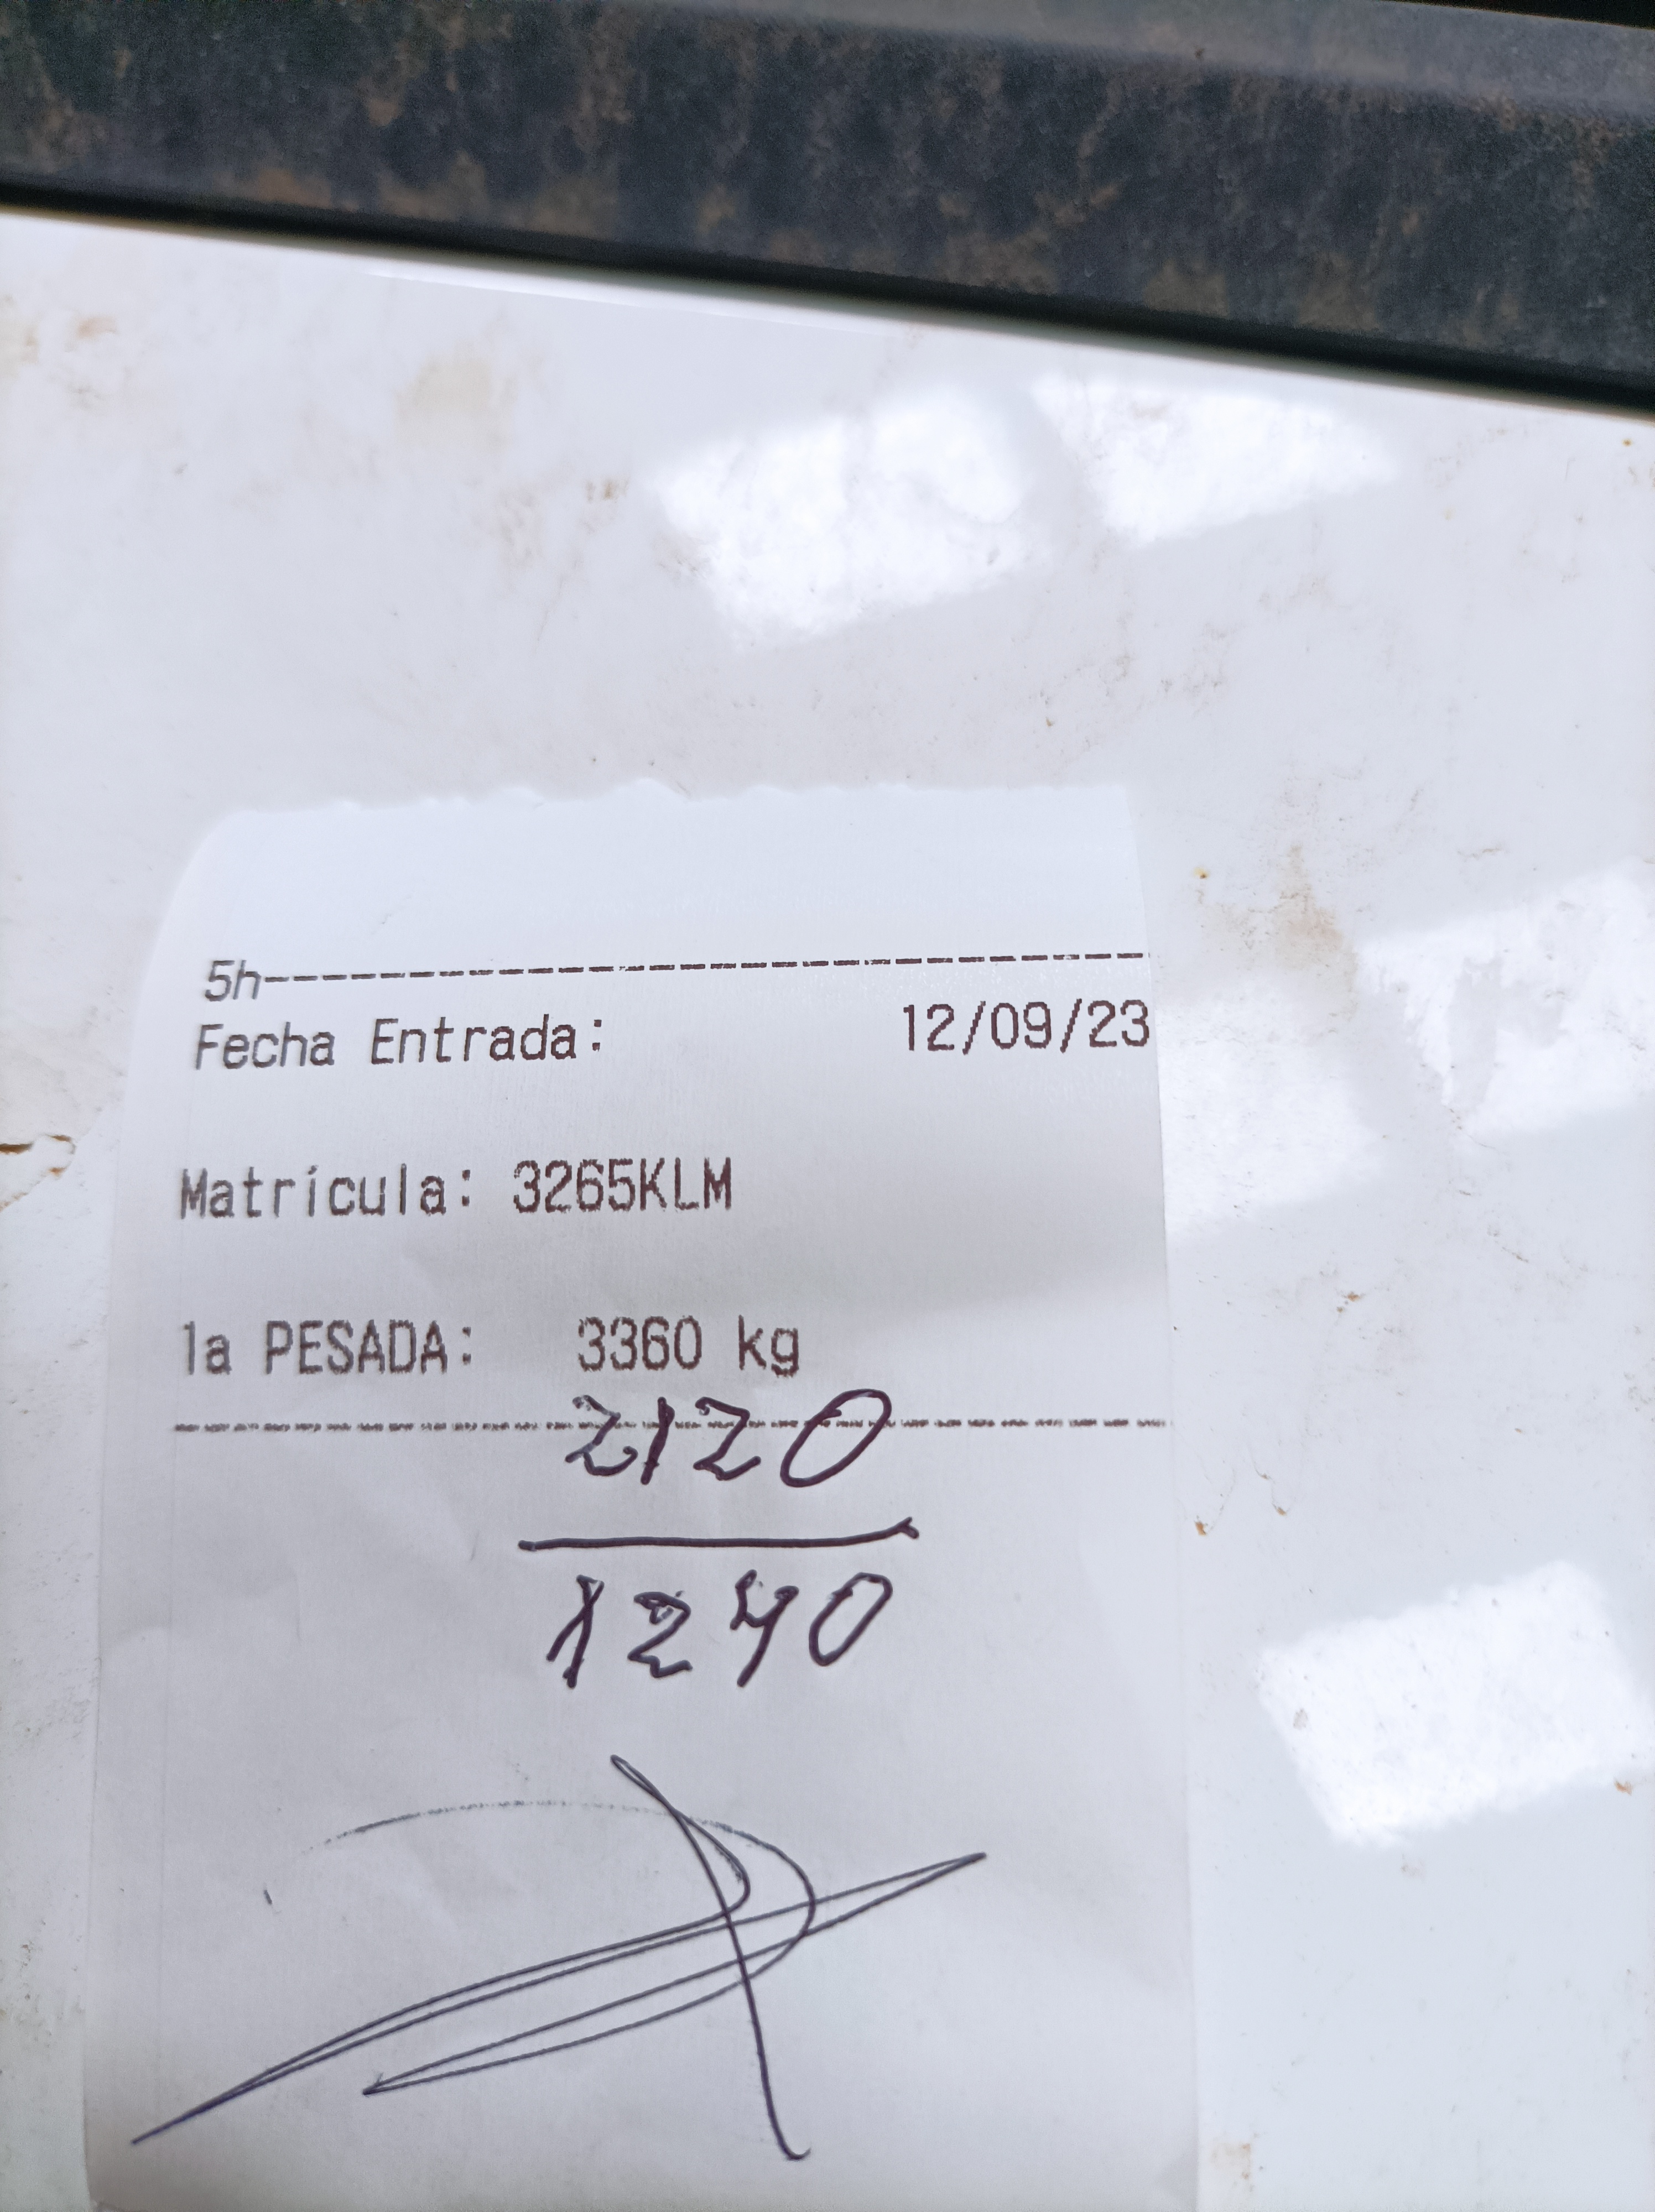 5h--------------------------------
Fecha Entrada: 12/09/23
Matrícula: 3265KLM
1a PESADA: 3360 kg
2120
1240